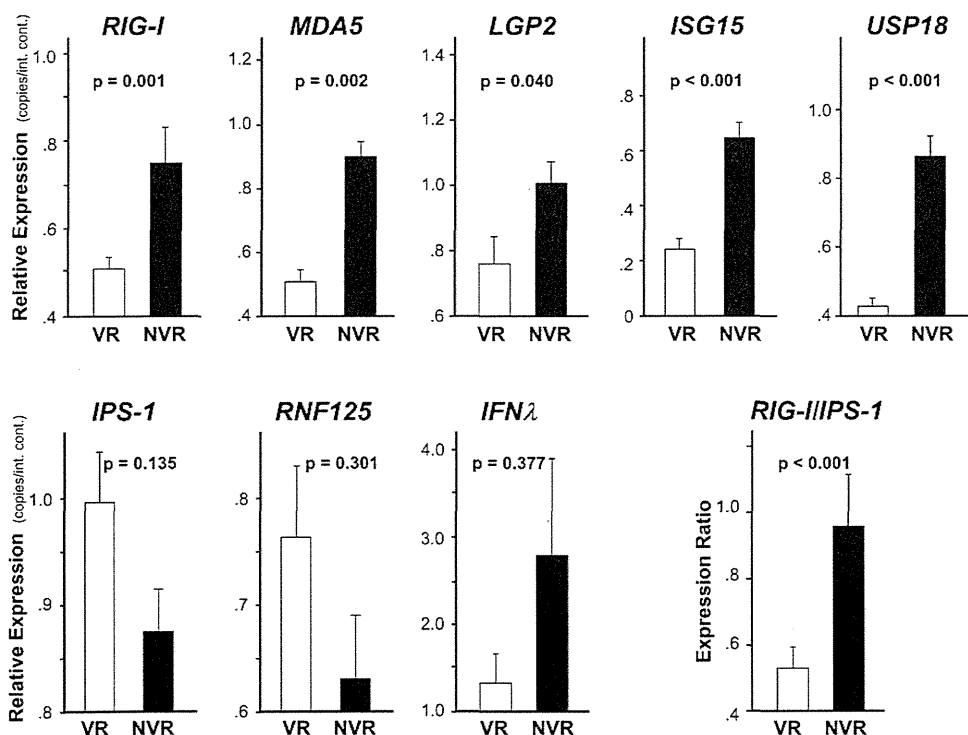 RIG-I MDA5 LGP2 ISG15 USP18
Relative Expression (copies/int. cont.)
1.0
.8
.6
.4
p = 0.001
VR NVR
1.2
1.0
.8
.6
.4
p = 0.002
VR NVR
1.4
1.2
1.0
.8
.6
p = 0.040
VR NVR
.8
.6
.4
.2
0
p < 0.001
VR NVR
1.0
.8
.6
.4
p < 0.001
VR NVR
IPS-1 RNF125 IFNλ RIG-I/IPS-1
Relative Expression (copies/int. cont.)
1.0
.9
.8
p = 0.135
VR NVR
.8
.7
.6
p = 0.301
VR NVR
4.0
3.0
2.0
1.0
p = 0.377
VR NVR
Expression Ratio
1.0
.8
.6
.4
p < 0.001
VR NVR